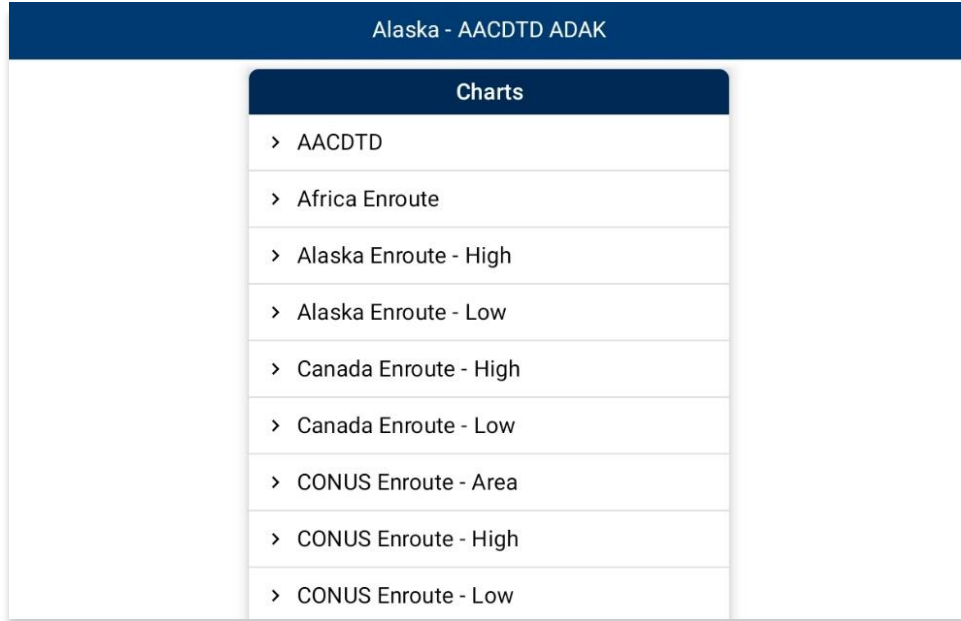 Alaska - AACDTD ADAK
Charts
AACDTD
Africa Enroute
Alaska Enroute - High
Alaska Enroute - Low
Canada Enroute - High
Canada Enroute - Low
CONUS Enroute - Area
CONUS Enroute - High
CONUS Enroute - Low